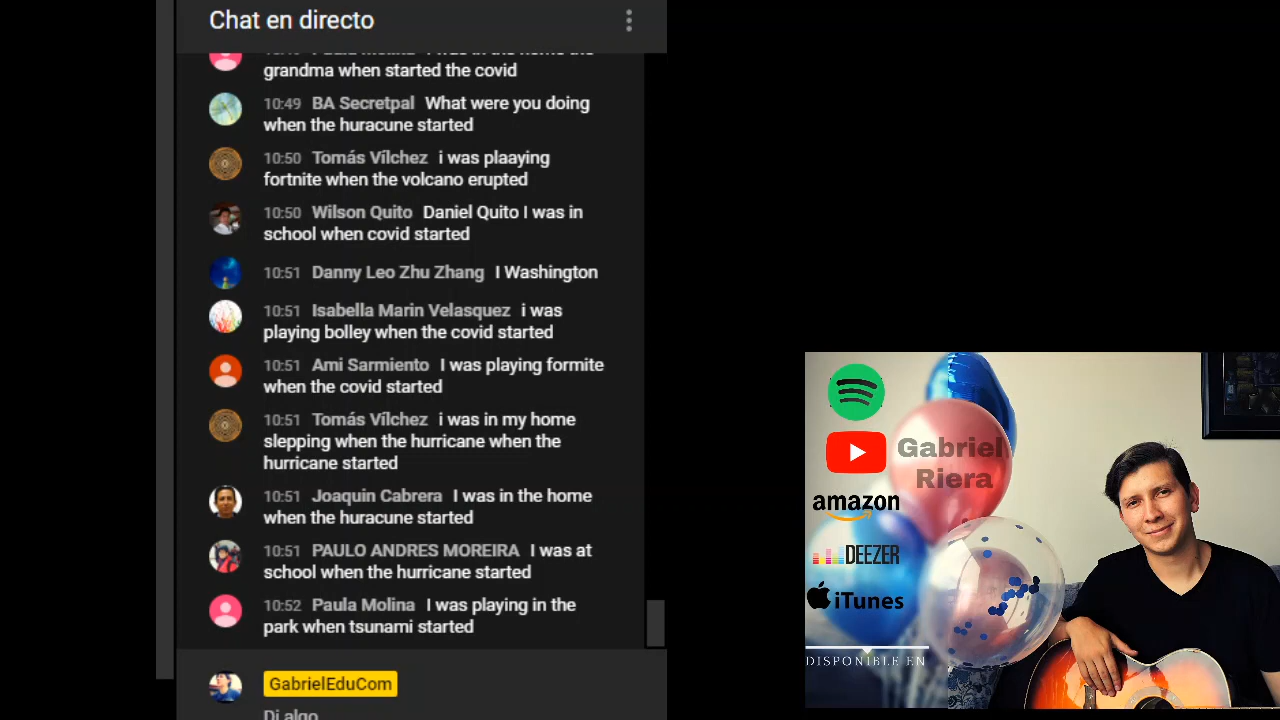 Chat en directo
grandma when started the covid
10:49 BA Secretpal What were you doing
when the huracune started
10:50 Tomás Vílchez i was plaaying
fortnite when the volcano erupted
10:50 Wilson Quito Daniel Quito I was in
school when covid started
10:51 Danny Leo Zhu Zhang I Washington
10:51 Isabella Marin Velasquez i was
playing bolley when the covid started
10:51 Ami Sarmiento I was playing formite
when the covid started
10:51 Tomás Vílchez i was in my home
slepping when the hurricane when the
hurricane started
10:51 Joaquin Cabrera I was in the home
when the huracune started
10:51 PAULO ANDRES MOREIRA I was at
school when the hurricane started
10:52 Paula Molina I was playing in the
park when tsunami started
GabrielEduCom
Di algo
Gabriel
Riera
amazon
DEEZER
iTunes
DISPONIBLE EN